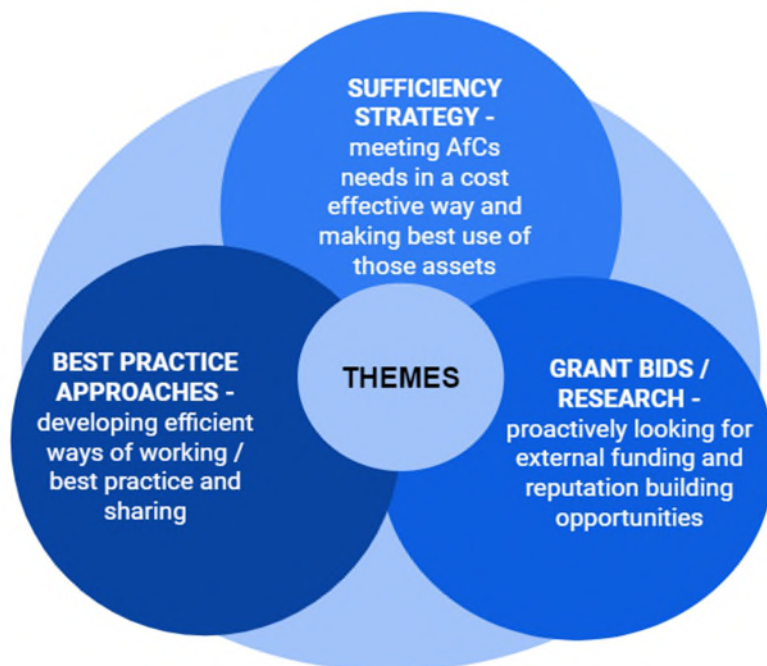 SUFFICIENCY
STRATEGY -
meeting AfCs
needs in a cost
effective way and
making best use of
those assets
BEST PRACTICE
APPROACHES -
developing efficient
ways of working /
best practice and
sharing
THEMES
GRANT BIDS /
RESEARCH -
proactively looking for
external funding and
reputation building
opportunities